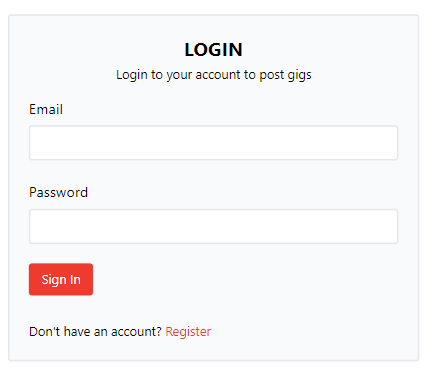 LOGIN
Login to your account to post gigs
Email
Password
Sign In
Don't have an account? Register